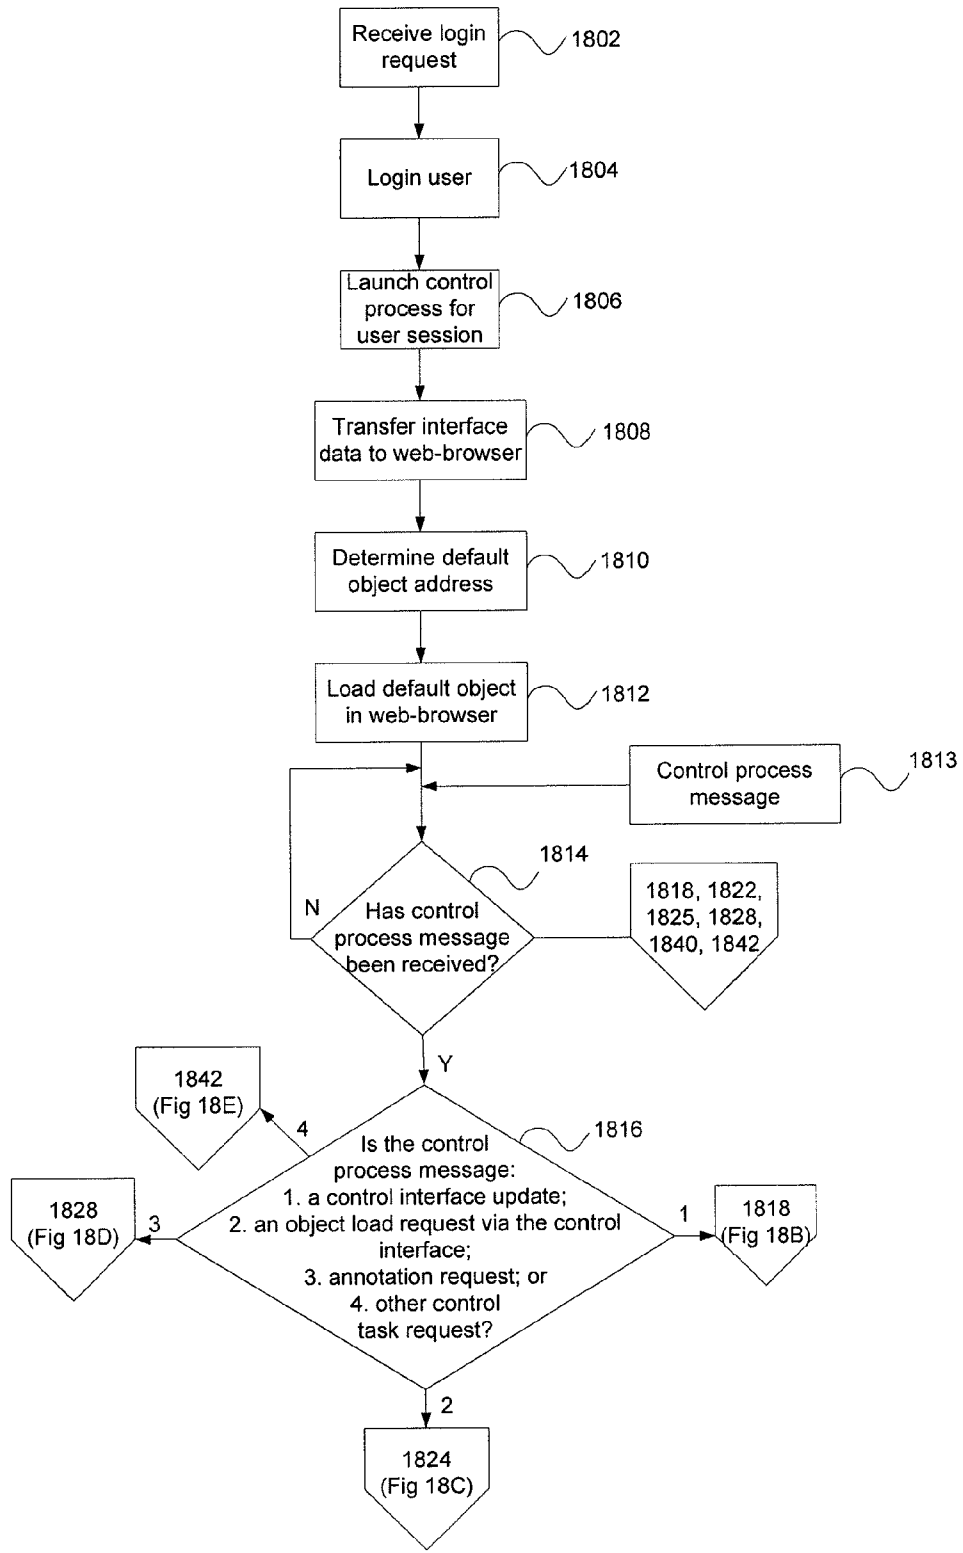 Receive login
request
1802
Login user
1804
Launch control
process for
user session
1806
Transfer interface
data to web-browser
1808
Determine default
object address
1810
Load default object
in web-browser
1812
Control process
message
1813
1814
N
Has control
process message
been received?
1818, 1822,
1825, 1828,
1840, 1842
Y
1842
(Fig 18E)
4
1816
Is the control
process message:
1. a control interface update;
2. an object load request via the control
interface;
3. annotation request; or
4. other control
task request?
1828
(Fig 18D)
3
1
1818
(Fig 18B)
2
1824
(Fig 18C)